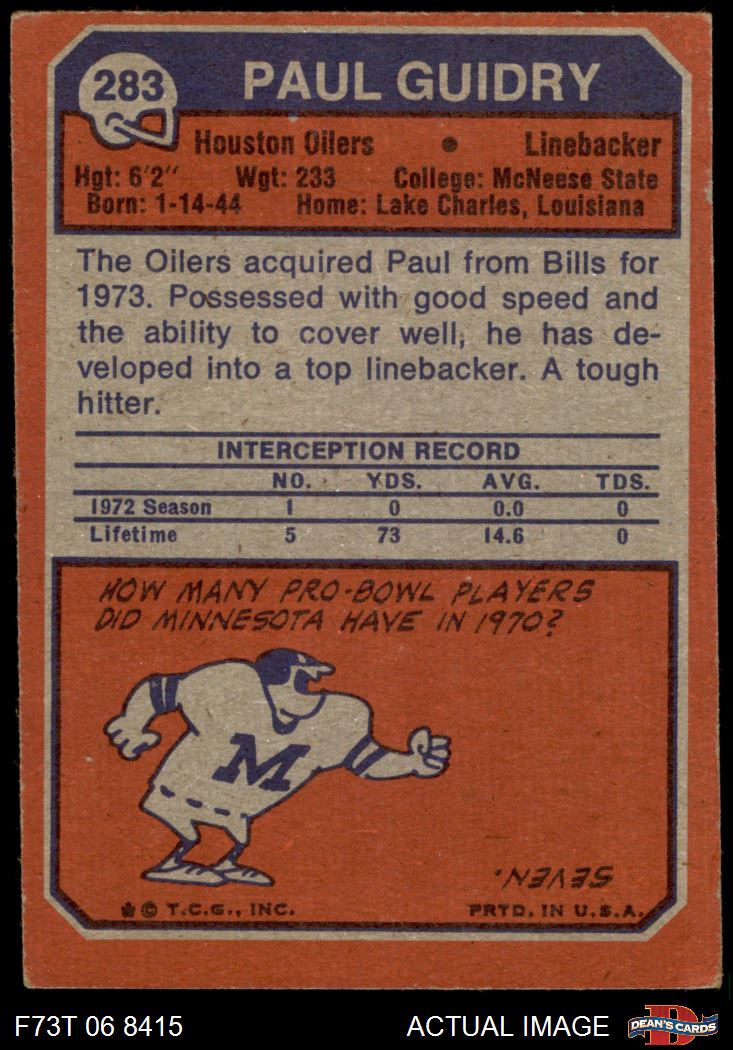 283
PAUL GUIDRY
Houston Oilers • Linebacker
Hgt: 6'2" Wgt: 233 College: McNeese State
Born: 1-14-44 Home: Lake Charles, Louisiana
The Oilers acquired Paul from Bills for
1973. Possessed with good speed and
the ability to cover well, he has de-
veloped into a top linebacker. A tough
hitter.
INTERCEPTION RECORD
NO. YDS. AVG. TDS.
1972 Season 1 0 0.0 0
Lifetime 5 73 14.6 0
HOW MANY PRO-BOWL PLAYERS
DID MINNESOTA HAVE IN 1970?
M
SEVEN.
* © T.C.G., INC. PRTD. IN U.S.A.
F73T 06 8415 ACTUAL IMAGE
D
DEAN'S CARDS